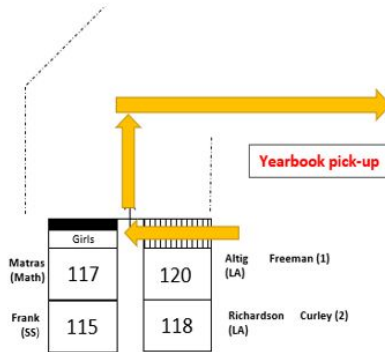 Yearbook pick-up
Girls
Matras
(Math)
117
120
Altig Freeman (1)
(LA)
Frank
(SS)
115
118
Richardson Curley (2)
(LA)